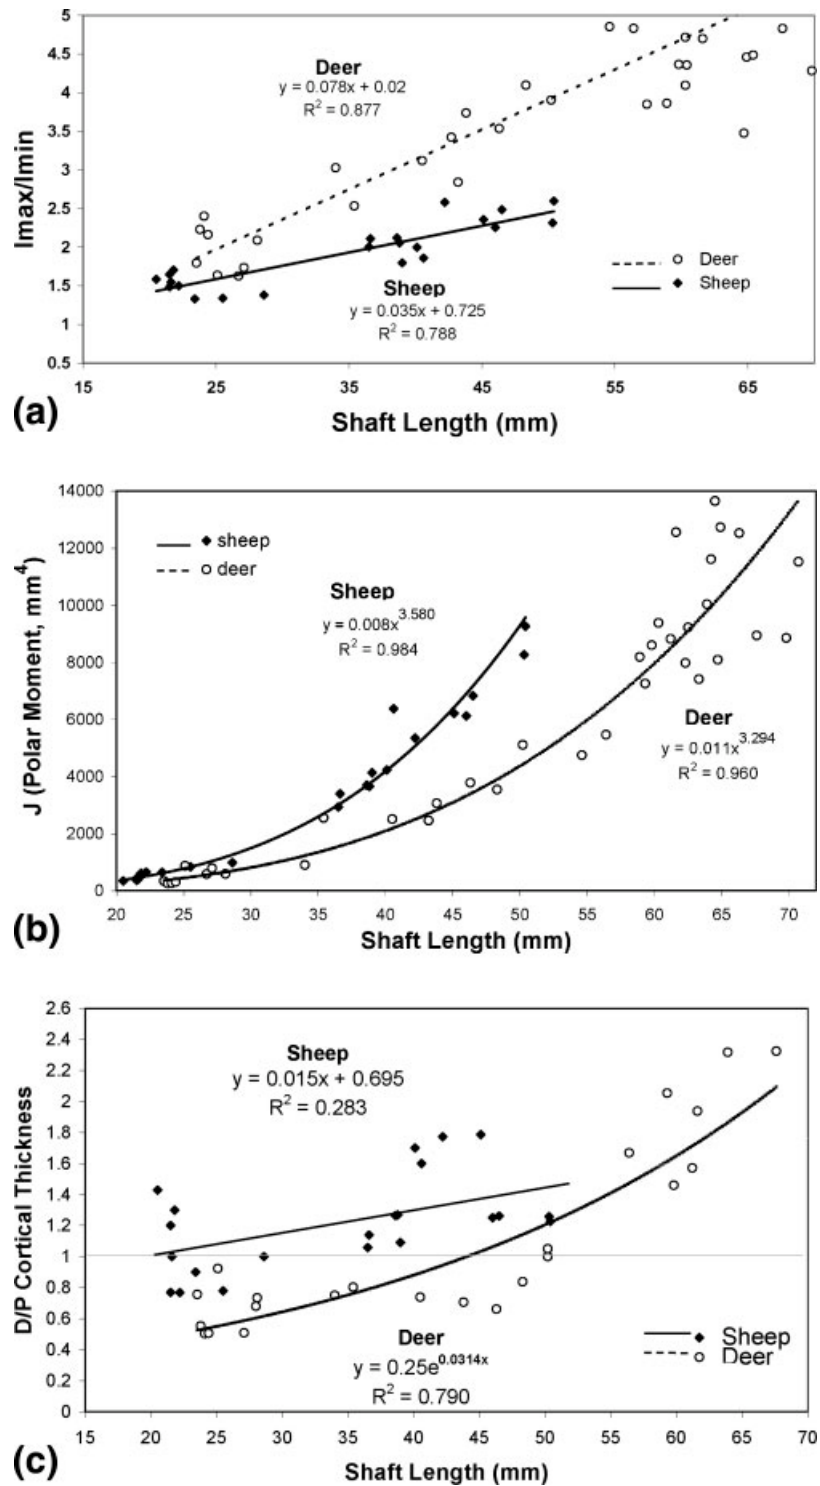 5
4.5
4
3.5
3
2.5
2
1.5
1
0.5
Imax/Imin
Deer
y = 0.078x + 0.02
R² = 0.877
Deer
Sheep
Sheep
y = 0.035x + 0.725
R² = 0.788
15 25 35 45 55 65
(a)
Shaft Length (mm)
14000
12000
10000
8000
6000
4000
2000
0
J (Polar Moment, mm⁴)
sheep
deer
Sheep
y = 0.008x^3.580
R² = 0.984
Deer
y = 0.011x^3.294
R² = 0.960
20 25 30 35 40 45 50 55 60 65 70
(b)
Shaft Length (mm)
2.6
2.4
2.2
2
1.8
1.6
1.4
1.2
1
0.8
0.6
0.4
0.2
0
D/P Cortical Thickness
Sheep
y = 0.015x + 0.695
R² = 0.283
Deer
y = 0.25e^0.0314x
R² = 0.790
Sheep
Deer
15 20 25 30 35 40 45 50 55 60 65 70
(c)
Shaft Length (mm)